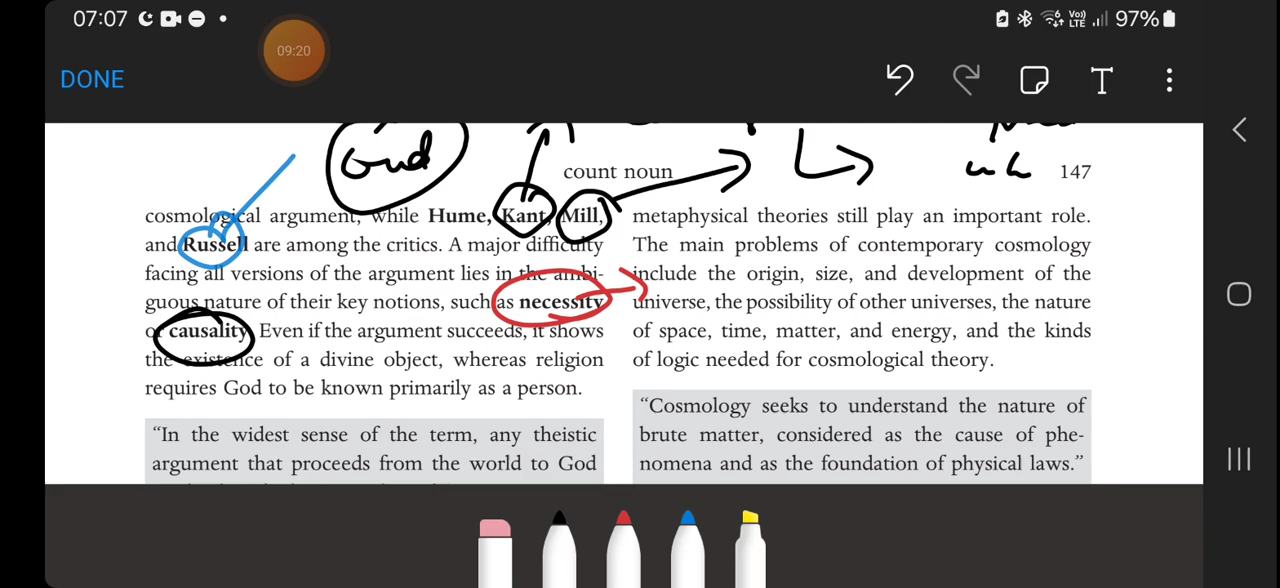 07:07
Vo)) LTE 97%
09:20
DONE
T
God
count noun 147
cosmological argument, while Hume, Kant, Mill,
and Russell are among the critics. A major difficulty
facing all versions of the argument lies in the ambi-
guous nature of their key notions, such as necessity
or causality. Even if the argument succeeds, it shows
the existence of a divine object, whereas religion
requires God to be known primarily as a person.
"In the widest sense of the term, any theistic
argument that proceeds from the world to God
metaphysical theories still play an important role.
The main problems of contemporary cosmology
include the origin, size, and development of the
universe, the possibility of other universes, the nature
of space, time, matter, and energy, and the kinds
of logic needed for cosmological theory.
"Cosmology seeks to understand the nature of
brute matter, considered as the cause of phe-
nomena and as the foundation of physical laws."